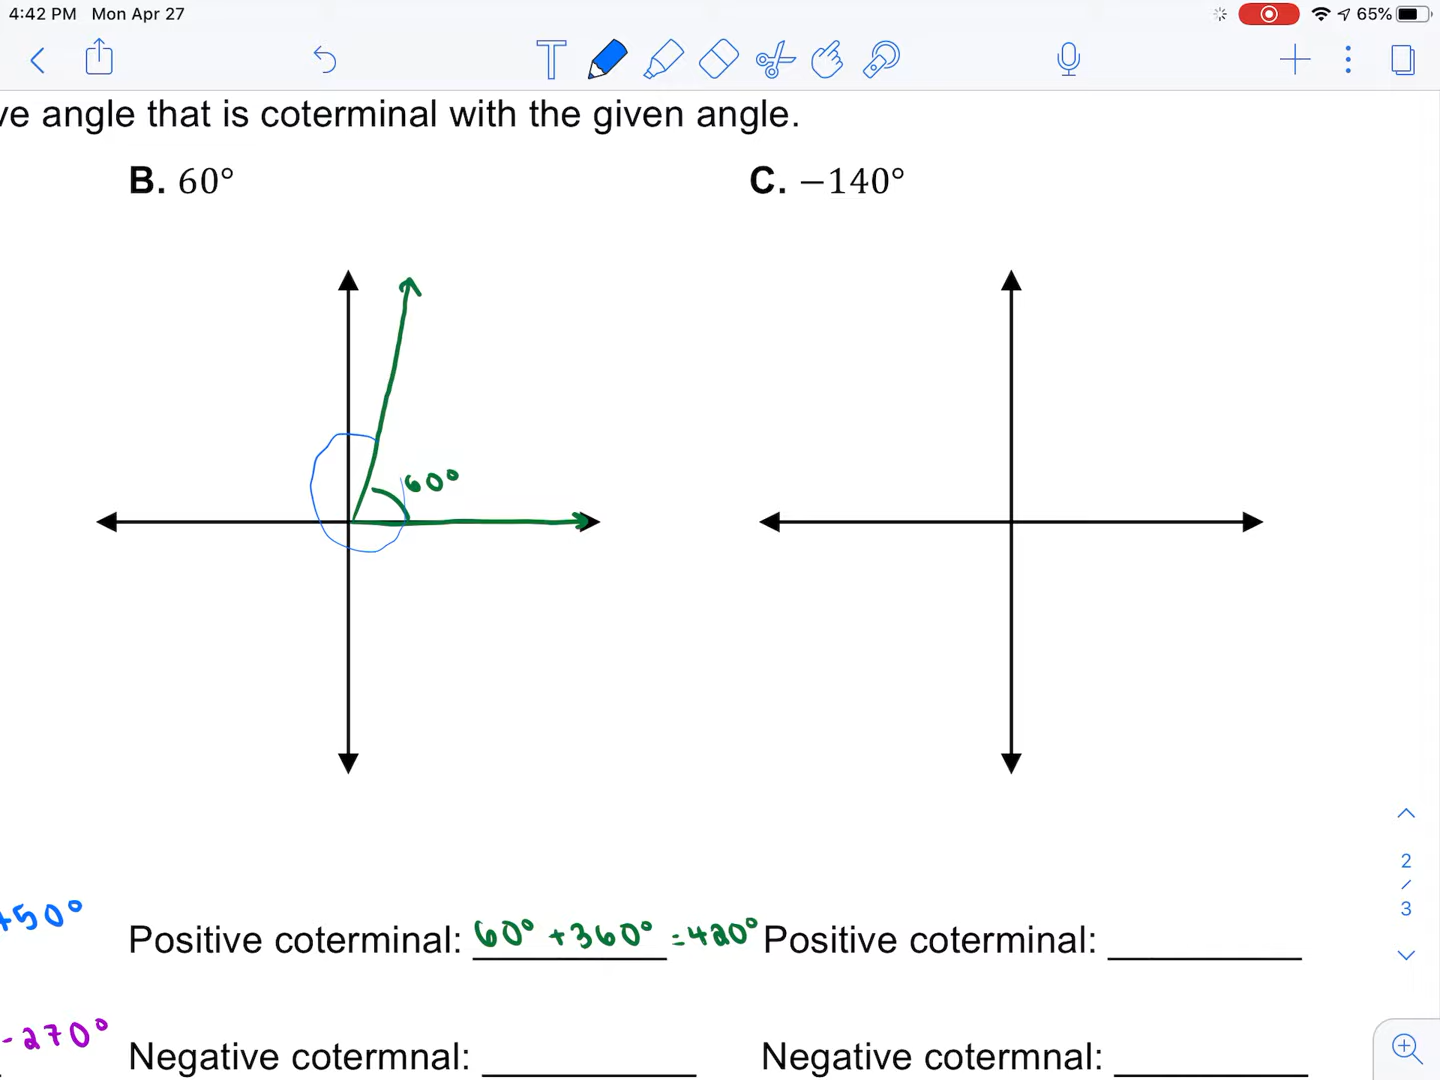 4:42 PM Mon Apr 27 65%
T
ve angle that is coterminal with the given angle.
B. 60° C. −140°
60°
2
/
3
+50° Positive coterminal: 60° +360° =420° Positive coterminal:
-270° Negative cotermnal: Negative cotermnal: